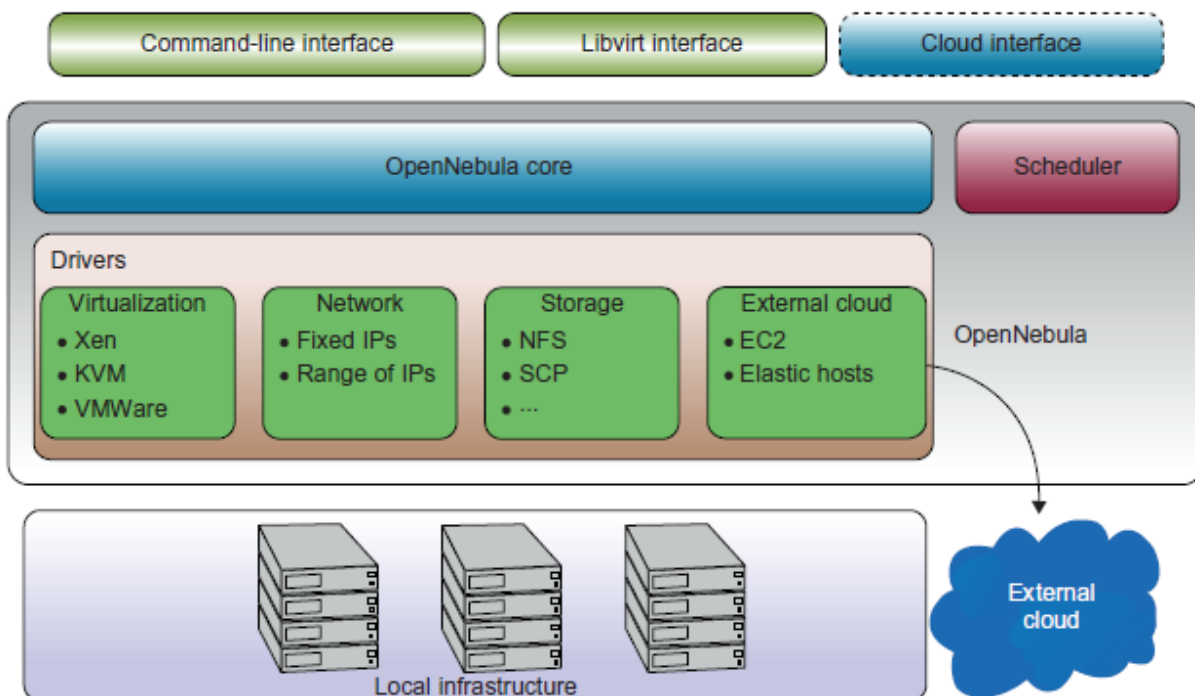 Command-line interface
Libvirt interface
Cloud interface
OpenNebula core
Scheduler
Drivers
Virtualization
• Xen
• KVM
• VMWare
Network
• Fixed IPs
• Range of IPs
Storage
• NFS
• SCP
• ...
External cloud
• EC2
• Elastic hosts
OpenNebula
Local infrastructure
External
cloud